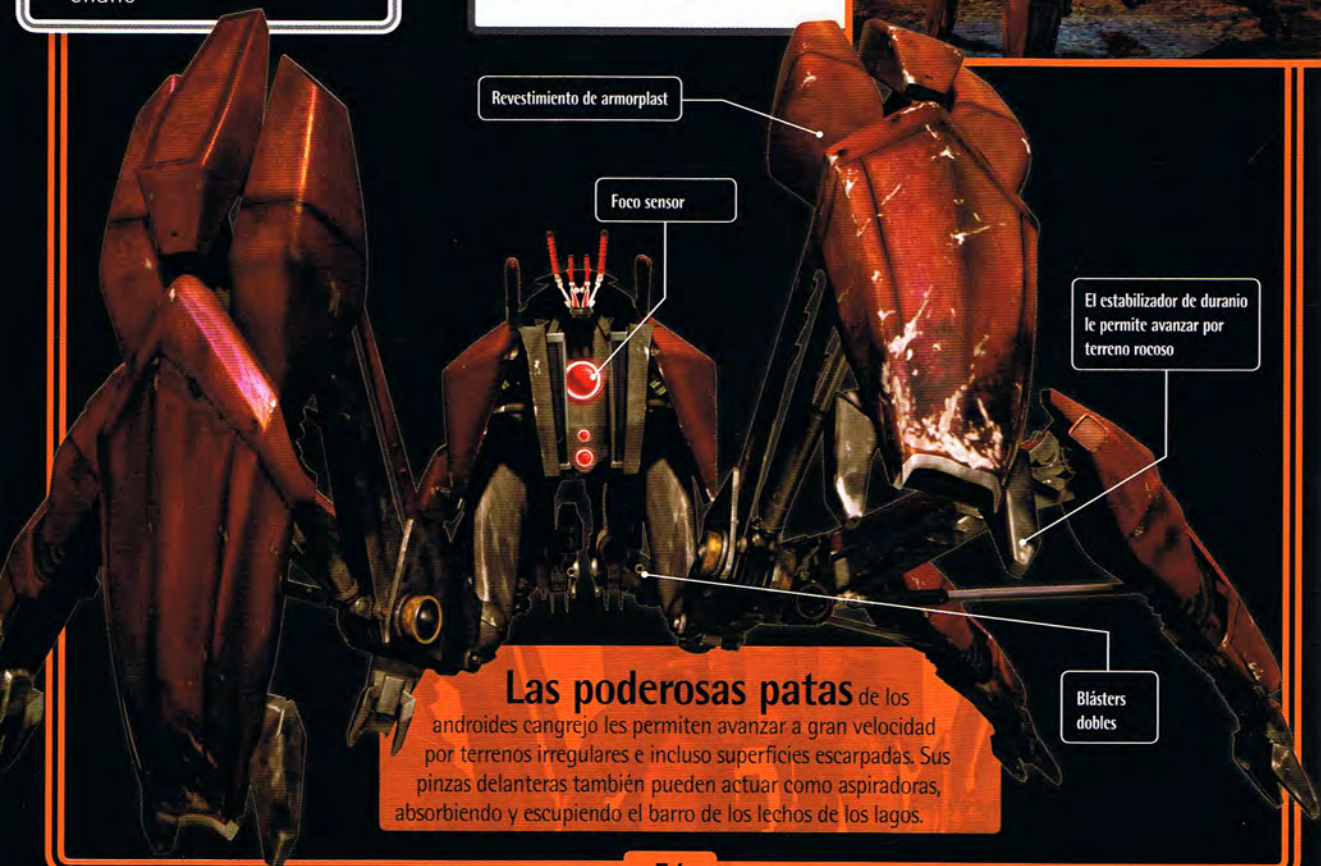 Revestimiento de armorplast
Foco sensor
El estabilizador de duranio
le permite avanzar por
terreno rocoso
Blásters
dobles
Las poderosas patas de los
androides cangrejo les permiten avanzar a gran velocidad
por terrenos irregulares e incluso superficies escarpadas. Sus
pinzas delanteras también pueden actuar como aspiradoras,
absorbiendo y escupiendo el barro de los lechos de los lagos.